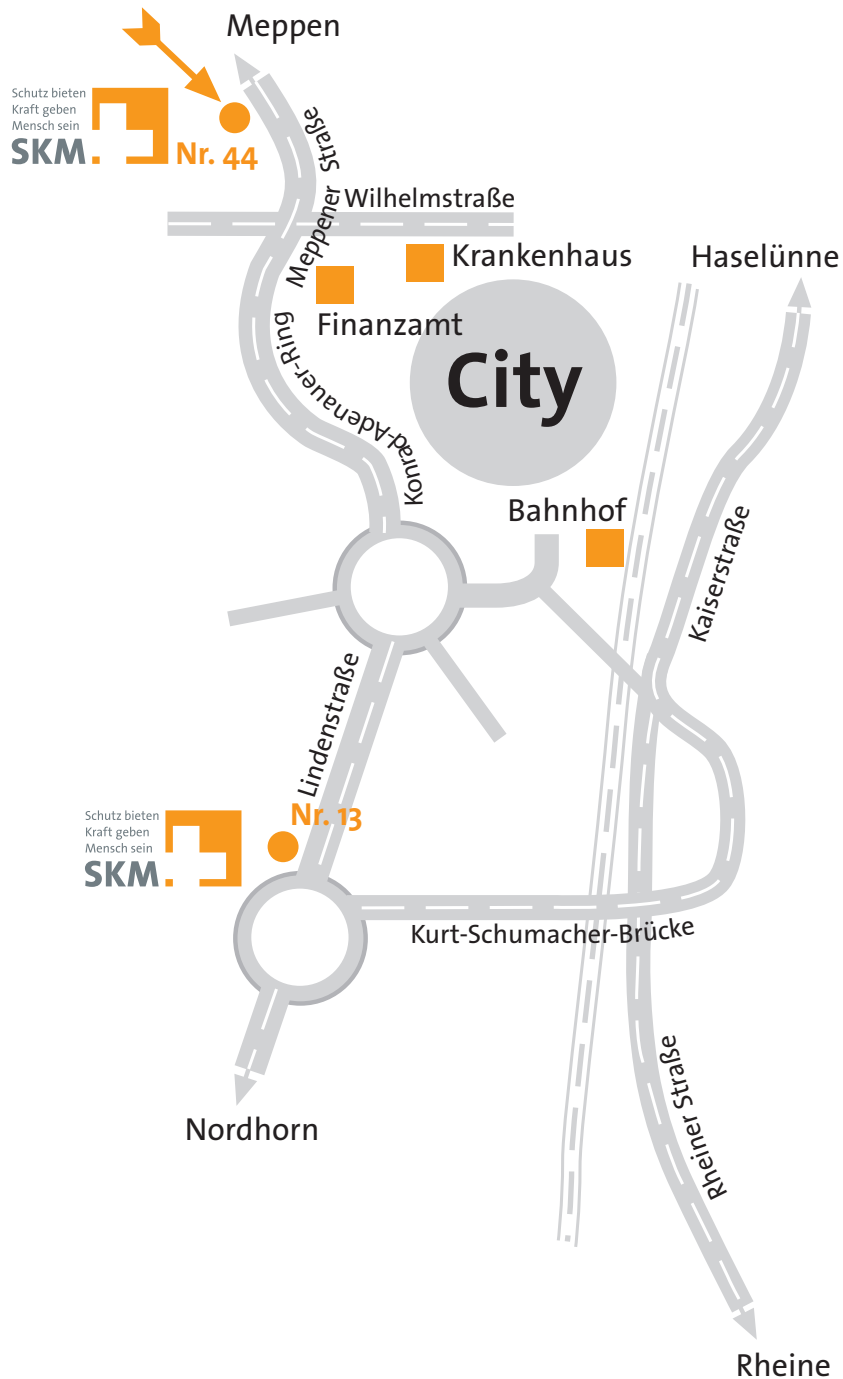 Meppen
Schutz bieten
Kraft geben
Mensch sein
SKM
Nr. 44
Meppener Straße
Wilhelmstraße
Krankenhaus
Haselünne
Finanzamt
City
Konrad-Adenauer-Ring
Bahnhof
Kaiserstraße
Lindenstraße
Nr. 13
Schutz bieten
Kraft geben
Mensch sein
SKM
Kurt-Schumacher-Brücke
Nordhorn
Rheiner Straße
Rheine